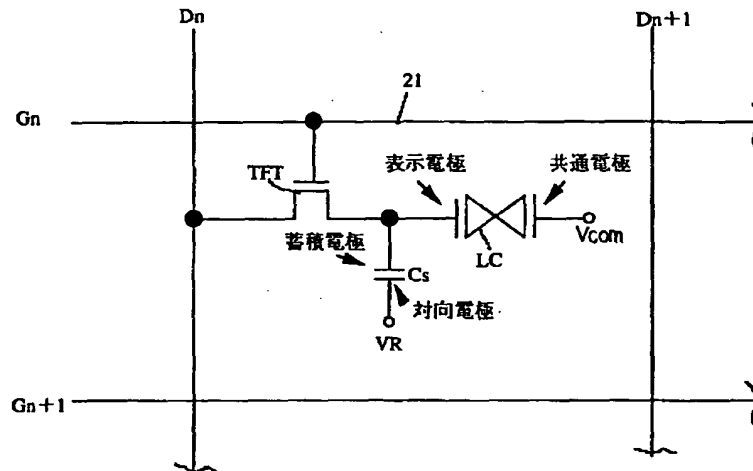 Dn
Dn+1
21
Gn
TFT
表示電極
共通電極
Vcom
LC
蓄積電極
Cs
対向電極
VR
Gn+1